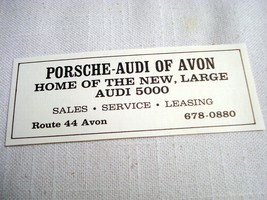 PORSCHE-AUDI OF AVON
HOME OF THE NEW, LARGE
AUDI 5000
SALES • SERVICE • LEASING
Route 44 Avon 678-0880